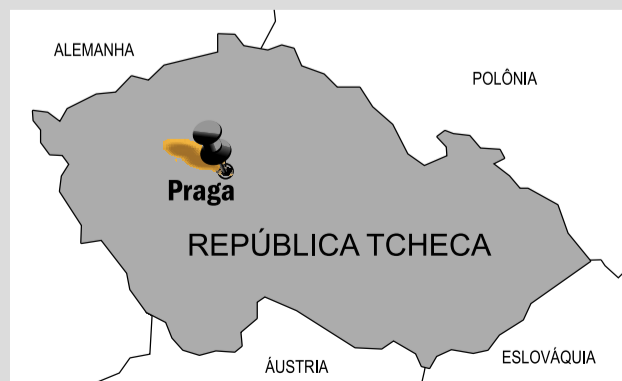 ALEMANHA
POLÔNIA
Praga
REPÚBLICA TCHECA
ÁUSTRIA
ESLOVÁQUIA